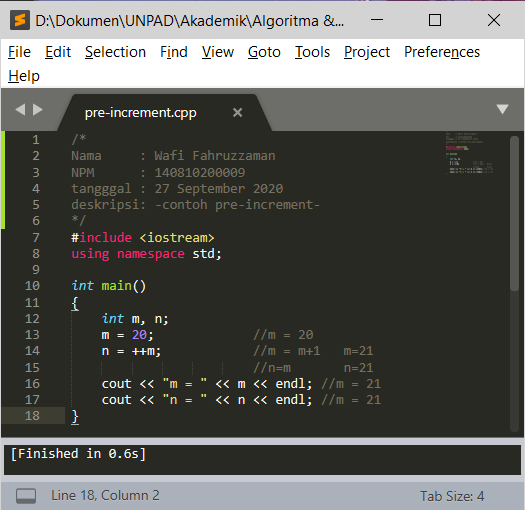 D:\Dokumen\UNPAD\Akademik\Algoritma &...
File Edit Selection Find View Goto Tools Project Preferences
Help
pre-increment.cpp
1 /*
2 Nama     : Wafi Fahruzzaman
3 NPM      : 140810200009
4 tangggal : 27 September 2020
5 deskripsi: -contoh pre-increment-
6 */
7 #include <iostream>
8 using namespace std;
9
10 int main()
11 {
12     int m, n;
13     m = 20;             //m = 20
14     n = ++m;            //m = m+1   m=21
15                         //n=m       n=21
16     cout << "m = " << m << endl; //m = 21
17     cout << "n = " << n << endl; //m = 21
18 }
[Finished in 0.6s]
Line 18, Column 2 Tab Size: 4